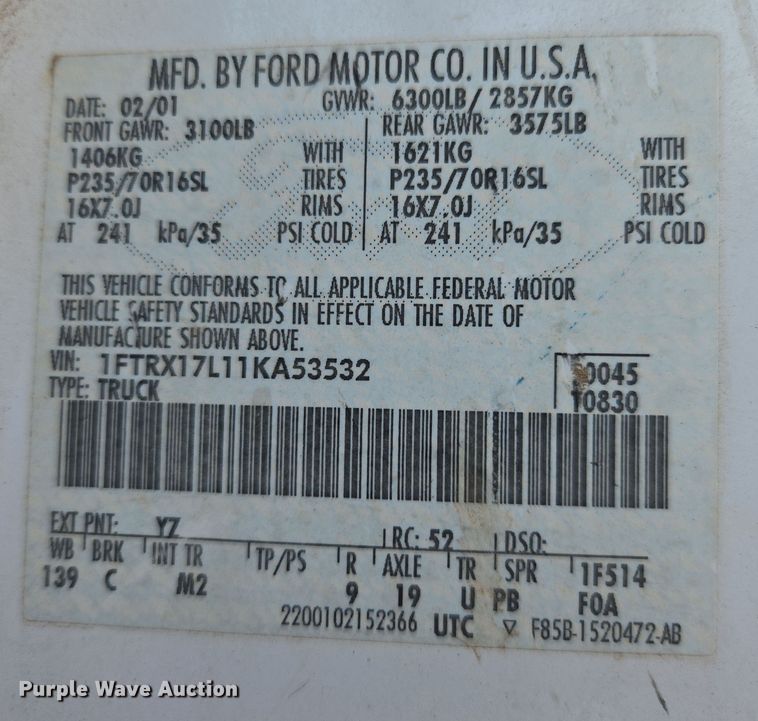 MFD. BY FORD MOTOR CO. IN U.S.A.
DATE: 02/01 GVWR: 6300LB/ 2857KG
FRONT GAWR: 3100LB REAR GAWR: 3575LB
1406KG WITH 1621KG WITH
P235/70R16SL TIRES P235/70R16SL TIRES
16X7.0J RIMS 16X7.0J RIMS
AT 241 kPa/35 PSI COLD AT 241 kPa/35 PSI COLD
THIS VEHICLE CONFORMS TO ALL APPLICABLE FEDERAL MOTOR
VEHICLE SAFETY STANDARDS IN EFFECT ON THE DATE OF
MANUFACTURE SHOWN ABOVE.
VIN: 1FTRX17L11KA53532
TYPE: TRUCK
10830
EXT PNT: YZ RC: 52 DSO:
WB BRK INT TR TP/PS R AXLE TR SPR 1F514
139 C M2 9 19 U PB F0A
2200102152366 UTC ▽ F85B-1520472-AB
Purple Wave Auction